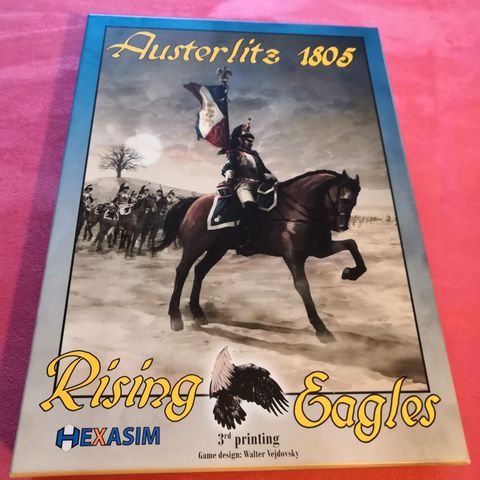 Austerlitz 1805
Rising Eagles
HEXASIM
3rd printing
Game design: Walter Vejdovsky